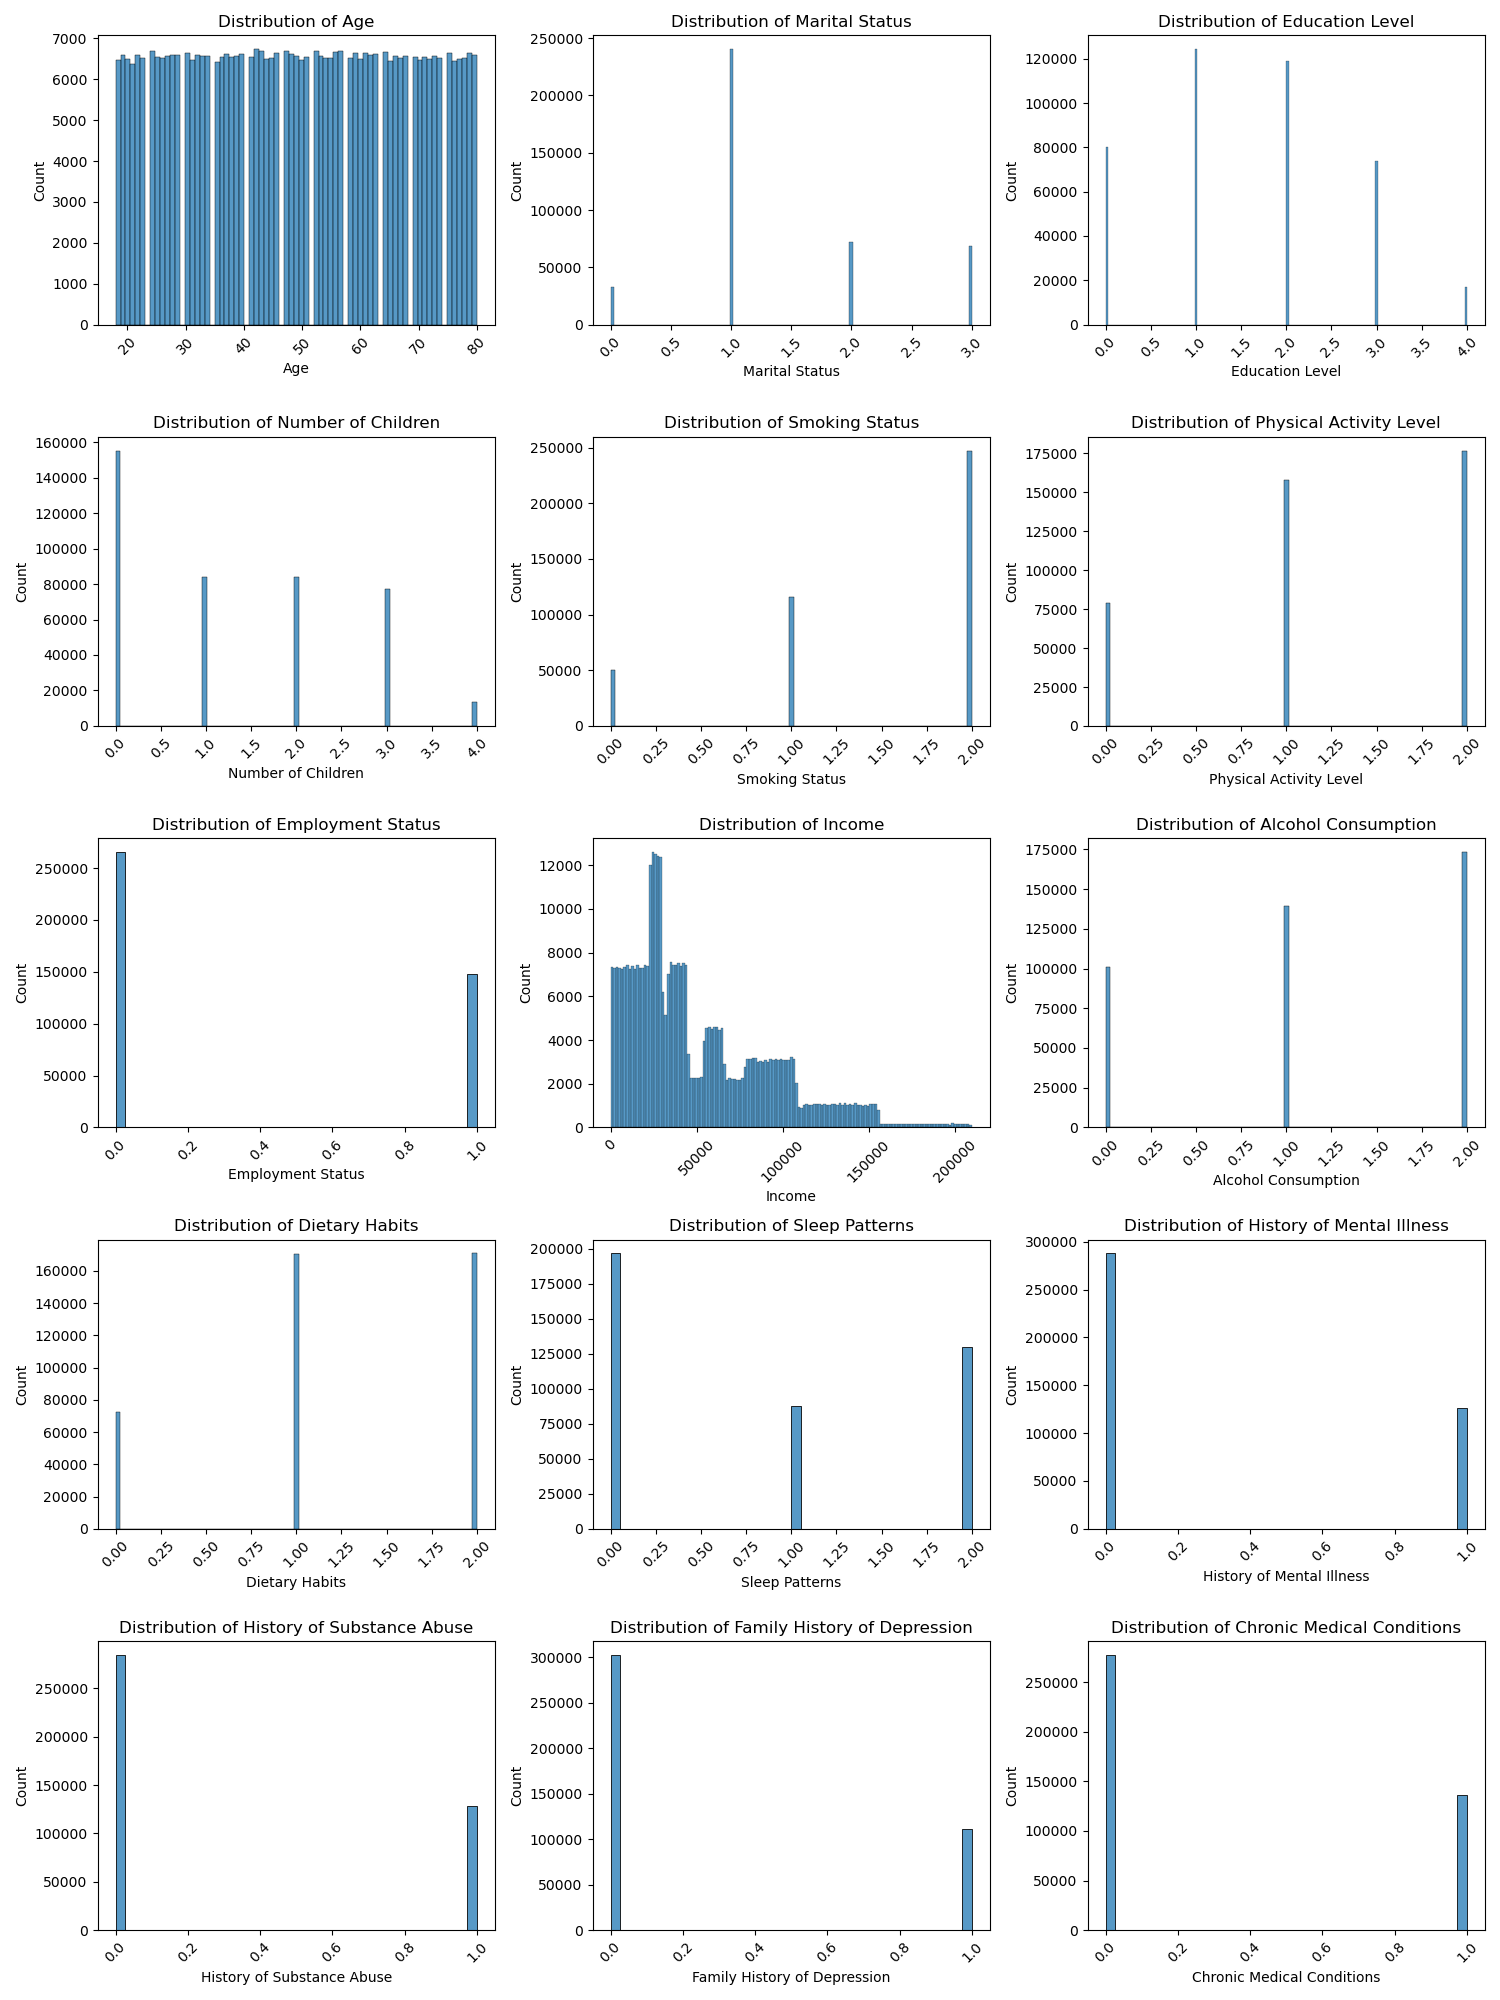 Distribution of Age
7000
6000
5000
4000
3000
2000
1000
0
Count
20 30 40 50 60 70 80
Age
Distribution of Marital Status
250000
200000
150000
100000
50000
0
Count
0.0 0.5 1.0 1.5 2.0 2.5 3.0
Marital Status
Distribution of Education Level
120000
100000
80000
60000
40000
20000
0
Count
0.0 0.5 1.0 1.5 2.0 2.5 3.0 3.5 4.0
Education Level
Distribution of Number of Children
160000
140000
120000
100000
80000
60000
40000
20000
0
Count
0.0 0.5 1.0 1.5 2.0 2.5 3.0 3.5 4.0
Number of Children
Distribution of Smoking Status
250000
200000
150000
100000
50000
0
Count
0.00 0.25 0.50 0.75 1.00 1.25 1.50 1.75 2.00
Smoking Status
Distribution of Physical Activity Level
175000
150000
125000
100000
75000
50000
25000
0
Count
0.00 0.25 0.50 0.75 1.00 1.25 1.50 1.75 2.00
Physical Activity Level
Distribution of Employment Status
250000
200000
150000
100000
50000
0
Count
0.0 0.2 0.4 0.6 0.8 1.0
Employment Status
Distribution of Income
12000
10000
8000
6000
4000
2000
0
Count
0 50000 100000 150000 200000
Income
Distribution of Alcohol Consumption
175000
150000
125000
100000
75000
50000
25000
0
Count
0.00 0.25 0.50 0.75 1.00 1.25 1.50 1.75 2.00
Alcohol Consumption
Distribution of Dietary Habits
160000
140000
120000
100000
80000
60000
40000
20000
0
Count
0.00 0.25 0.50 0.75 1.00 1.25 1.50 1.75 2.00
Dietary Habits
Distribution of Sleep Patterns
200000
175000
150000
125000
100000
75000
50000
25000
0
Count
0.00 0.25 0.50 0.75 1.00 1.25 1.50 1.75 2.00
Sleep Patterns
Distribution of History of Mental Illness
300000
250000
200000
150000
100000
50000
0
Count
0.0 0.2 0.4 0.6 0.8 1.0
History of Mental Illness
Distribution of History of Substance Abuse
250000
200000
150000
100000
50000
0
Count
0.0 0.2 0.4 0.6 0.8 1.0
History of Substance Abuse
Distribution of Family History of Depression
300000
250000
200000
150000
100000
50000
0
Count
0.0 0.2 0.4 0.6 0.8 1.0
Family History of Depression
Distribution of Chronic Medical Conditions
250000
200000
150000
100000
50000
0
Count
0.0 0.2 0.4 0.6 0.8 1.0
Chronic Medical Conditions